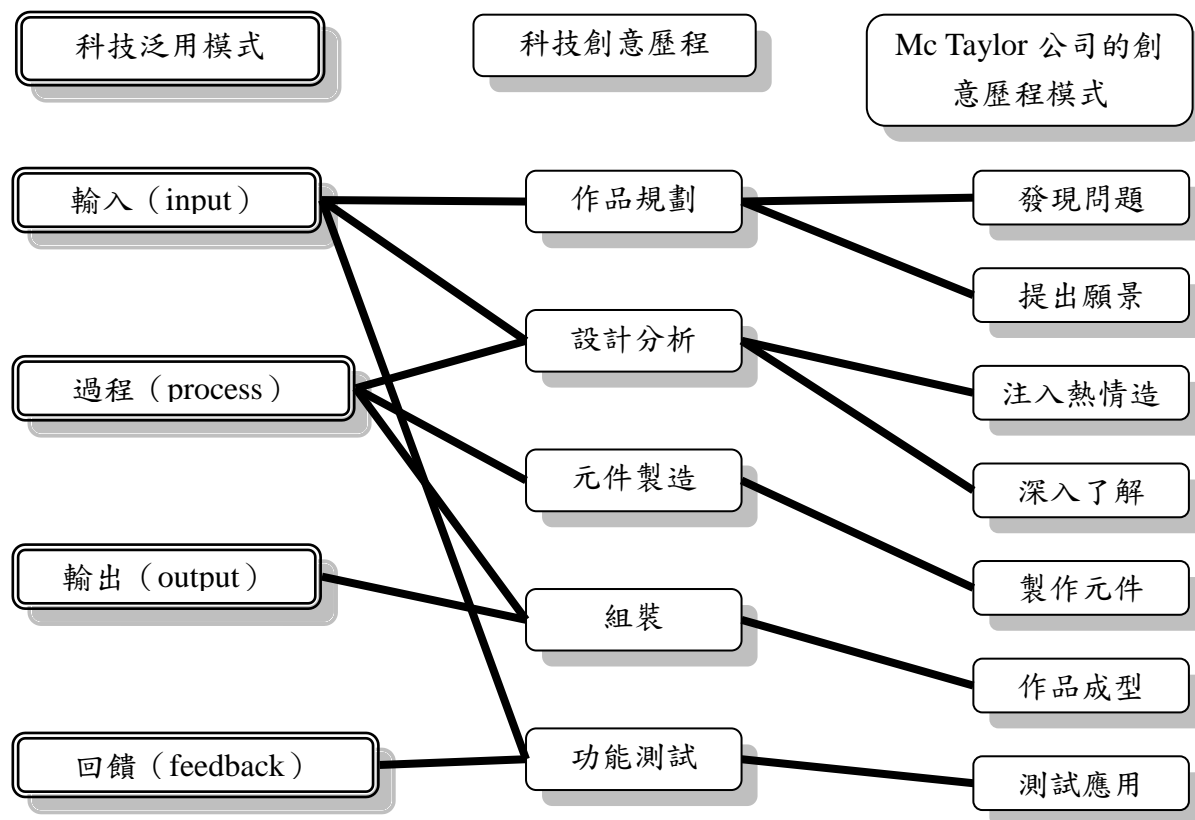 科技泛用模式
科技創意歷程
Mc Taylor 公司的創
意歷程模式
輸入（input）
作品規劃
發現問題
提出願景
設計分析
過程（process）
注入熱情造
元件製造
深入了解
輸出（output）
製作元件
組裝
作品成型
回饋（feedback）
功能測試
測試應用